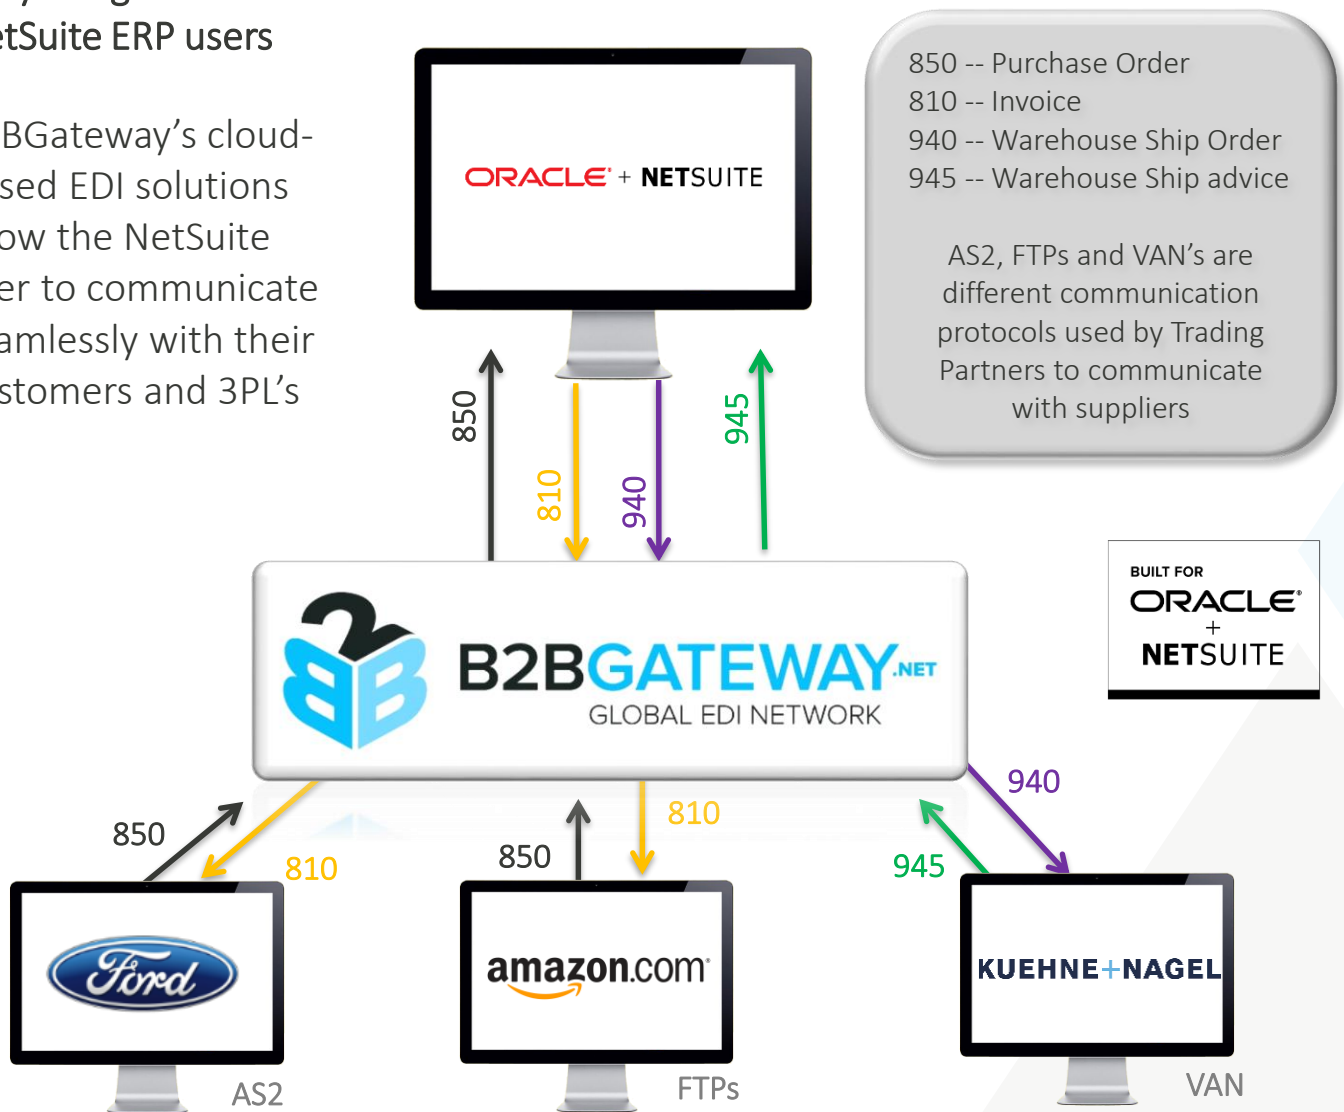 NetSuite ERP users
BGateway’s cloud-
sed EDI solutions
ow the NetSuite
er to communicate
amlessly with their
stomers and 3PL’s
ORACLE® + NETSUITE
850 -- Purchase Order
810 -- Invoice
940 -- Warehouse Ship Order
945 -- Warehouse Ship advice
AS2, FTPs and VAN’s are
different communication
protocols used by Trading
Partners to communicate
with suppliers
850
810
940
945
BUILT FOR
ORACLE®
+
NETSUITE
2
BB
B2BGATEWAY.NET
GLOBAL EDI NETWORK
850
810
850
810
945
940
Ford
amazon.com®
KUEHNE+NAGEL
AS2
FTPs
VAN